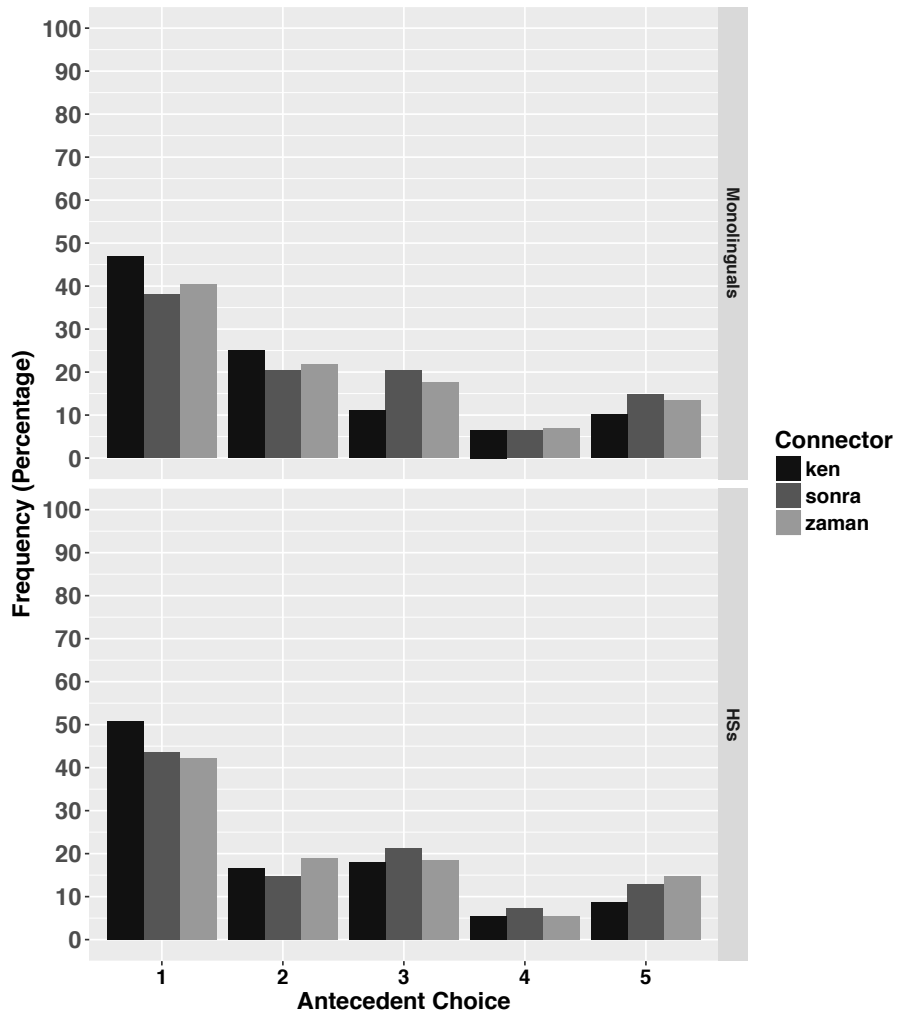 100
90
80
70
60
50
40
30
20
10
0
Monolinguals
100
90
80
70
60
50
40
30
20
10
0
HSs
Frequency (Percentage)
1 2 3 4 5
Antecedent Choice
Connector
ken
sonra
zaman